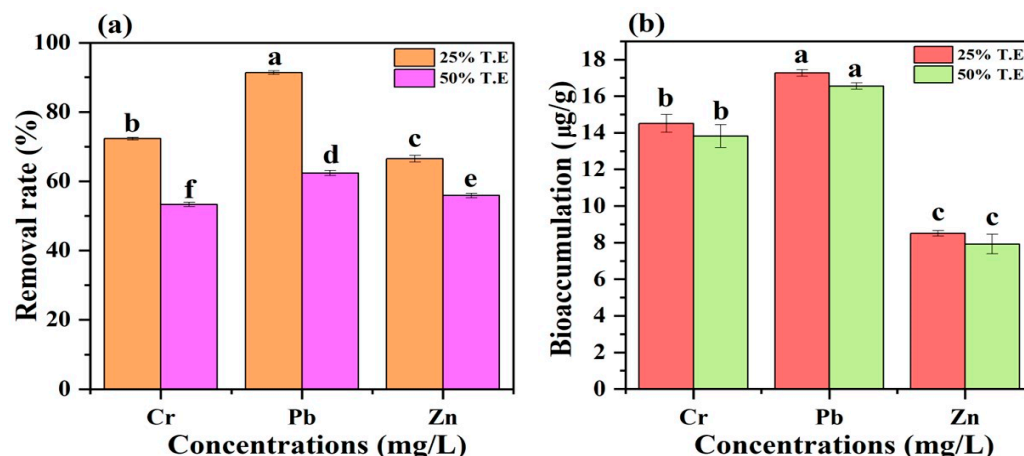 (a)
25% T.E
50% T.E
Removal rate (%)
100
80
60
40
20
0
b
f
a
d
c
e
Cr
Pb
Zn
Concentrations (mg/L)
(b)
25% T.E
50% T.E
Bioaccumulation (µg/g)
18
16
14
12
10
8
6
4
2
0
b
b
a
a
c
c
Cr
Pb
Zn
Concentrations (mg/L)